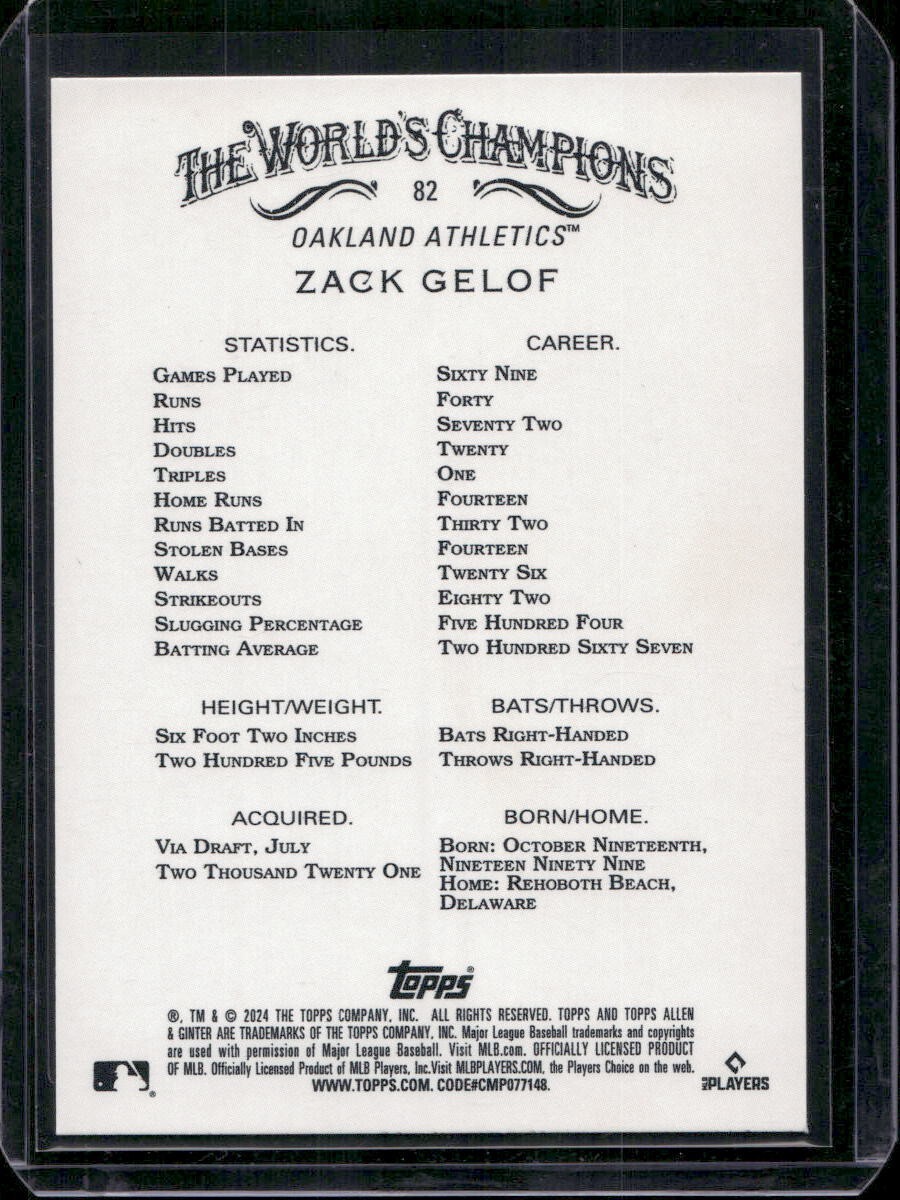 THE WORLD'S CHAMPIONS
82
OAKLAND ATHLETICS™
ZACK GELOF
STATISTICS. CAREER.
GAMES PLAYED SIXTY NINE
RUNS FORTY
HITS SEVENTY TWO
DOUBLES TWENTY
TRIPLES ONE
HOME RUNS FOURTEEN
RUNS BATTED IN THIRTY TWO
STOLEN BASES FOURTEEN
WALKS TWENTY SIX
STRIKEOUTS EIGHTY TWO
SLUGGING PERCENTAGE FIVE HUNDRED FOUR
BATTING AVERAGE TWO HUNDRED SIXTY SEVEN
HEIGHT/WEIGHT. BATS/THROWS.
SIX FOOT TWO INCHES BATS RIGHT-HANDED
TWO HUNDRED FIVE POUNDS THROWS RIGHT-HANDED
ACQUIRED. BORN/HOME.
VIA DRAFT, JULY BORN: OCTOBER NINETEENTH,
TWO THOUSAND TWENTY ONE NINETEEN NINETY NINE
HOME: REHOBOTH BEACH,
DELAWARE
topps®
®, TM & © 2024 THE TOPPS COMPANY, INC. ALL RIGHTS RESERVED. TOPPS AND TOPPS ALLEN
& GINTER ARE TRADEMARKS OF THE TOPPS COMPANY, INC. Major League Baseball trademarks and copyrights
are used with permission of Major League Baseball. Visit MLB.com. OFFICIALLY LICENSED PRODUCT
OF MLB. Officially Licensed Product of MLB Players, Inc.Visit MLBPLAYERS.COM, the Players Choice on the web.
WWW.TOPPS.COM. CODE#CMP077148.
MLBPLAYERS